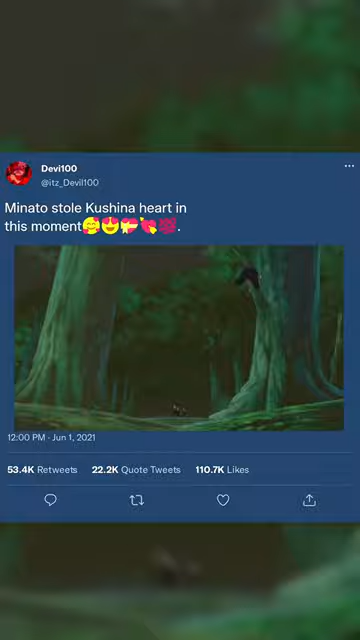 Devi100
@itz_Devil100
Minato stole Kushina heart in
this moment🥰😍💝💘💯.
12:00 PM · Jun 1, 2021
53.4K Retweets 22.2K Quote Tweets 110.7K Likes